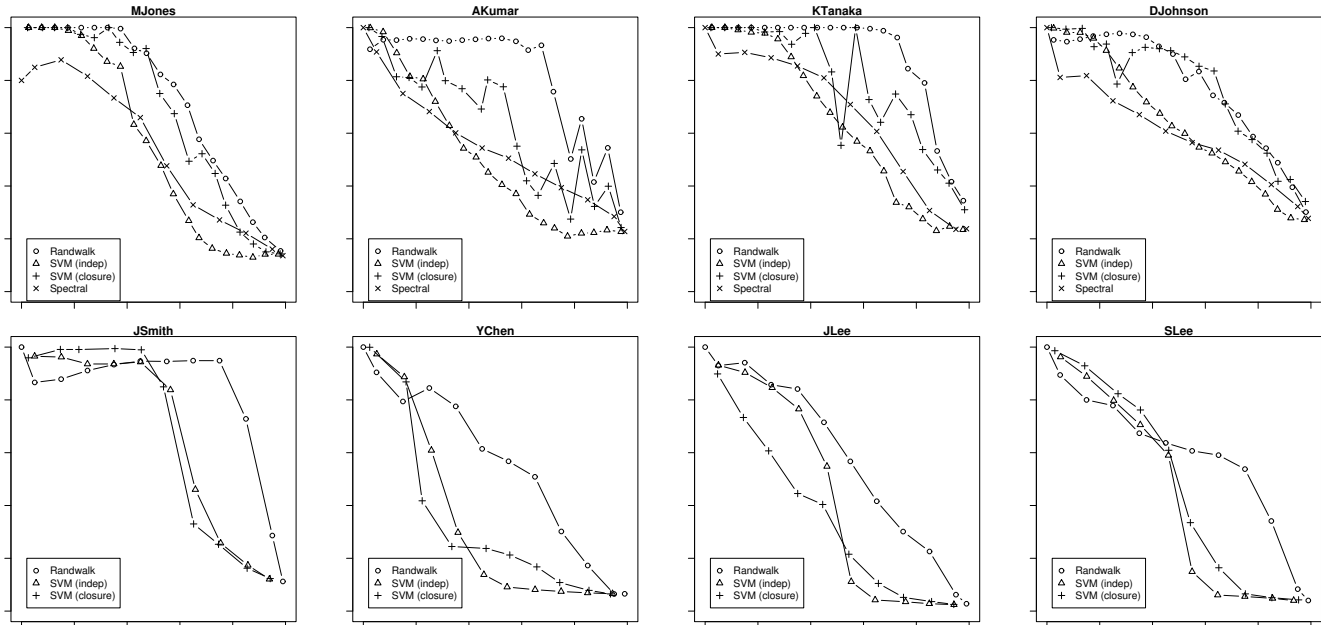 MJones
Randwalk
SVM (indep)
SVM (closure)
Spectral
AKumar
Randwalk
SVM (indep)
SVM (closure)
Spectral
KTanaka
Randwalk
SVM (indep)
SVM (closure)
Spectral
DJohnson
Randwalk
SVM (indep)
SVM (closure)
Spectral
JSmith
Randwalk
SVM (indep)
SVM (closure)
YChen
Randwalk
SVM (indep)
SVM (closure)
JLee
Randwalk
SVM (indep)
SVM (closure)
SLee
Randwalk
SVM (indep)
SVM (closure)